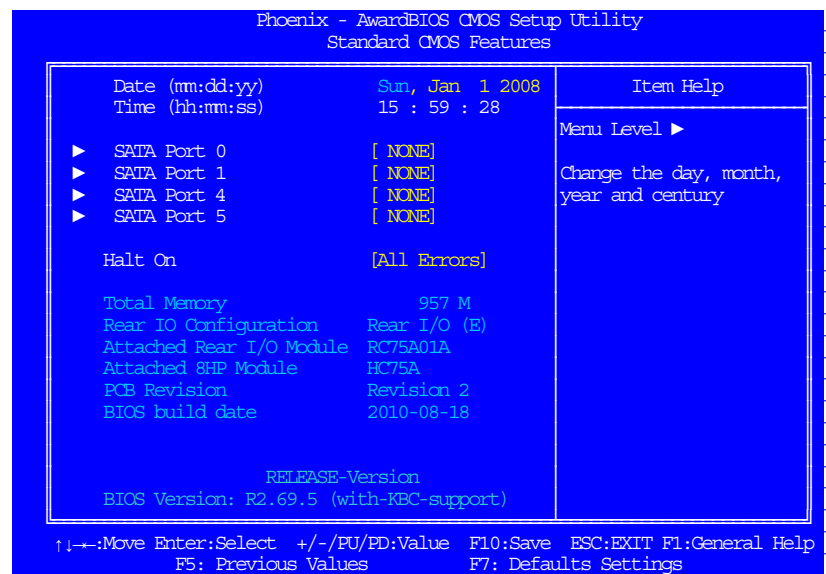 Phoenix - AwardBIOS CMOS Setup Utility
Standard CMOS Features
Date (mm:dd:yy) Sun, Jan 1 2008
Time (hh:mm:ss) 15 : 59 : 28
► SATA Port 0 [ NONE]
► SATA Port 1 [ NONE]
► SATA Port 4 [ NONE]
► SATA Port 5 [ NONE]
Halt On [All Errors]
Total Memory 957 M
Rear IO Configuration Rear I/O (E)
Attached Rear I/O Module RC75A01A
Attached 8HP Module HC75A
PCB Revision Revision 2
BIOS build date 2010-08-18
RELEASE-Version
BIOS Version: R2.69.5 (with-KBC-support)
Item Help
Menu Level ►
Change the day, month,
year and century
↑↓→←:Move Enter:Select +/-/PU/PD:Value F10:Save ESC:EXIT F1:General Help
F5: Previous Values F7: Defaults Settings